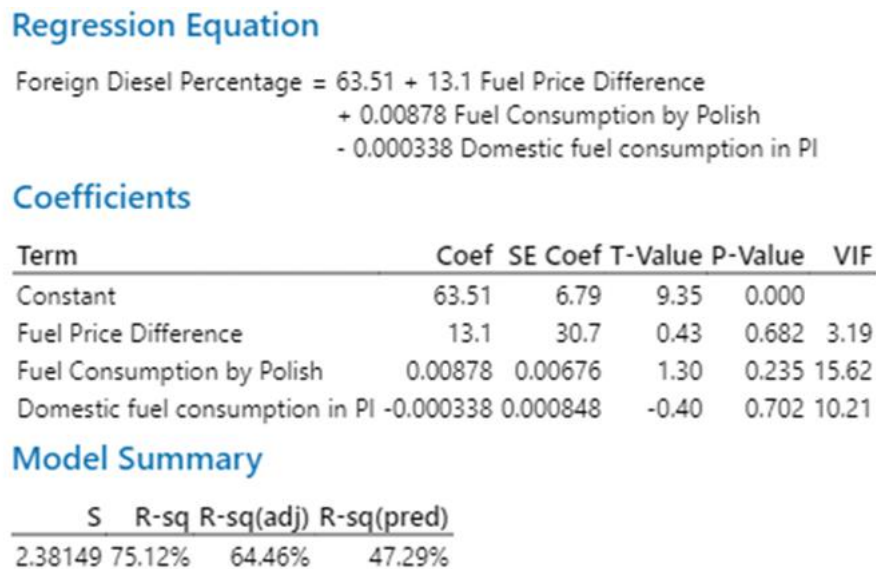 Regression Equation
Foreign Diesel Percentage = 63.51 + 13.1 Fuel Price Difference
+ 0.00878 Fuel Consumption by Polish
- 0.000338 Domestic fuel consumption in Pl
Coefficients
Term Coef SE Coef T-Value P-Value VIF
Constant 63.51 6.79 9.35 0.000
Fuel Price Difference 13.1 30.7 0.43 0.682 3.19
Fuel Consumption by Polish 0.00878 0.00676 1.30 0.235 15.62
Domestic fuel consumption in Pl -0.000338 0.000848 -0.40 0.702 10.21
Model Summary
S R-sq R-sq(adj) R-sq(pred)
2.38149 75.12% 64.46% 47.29%